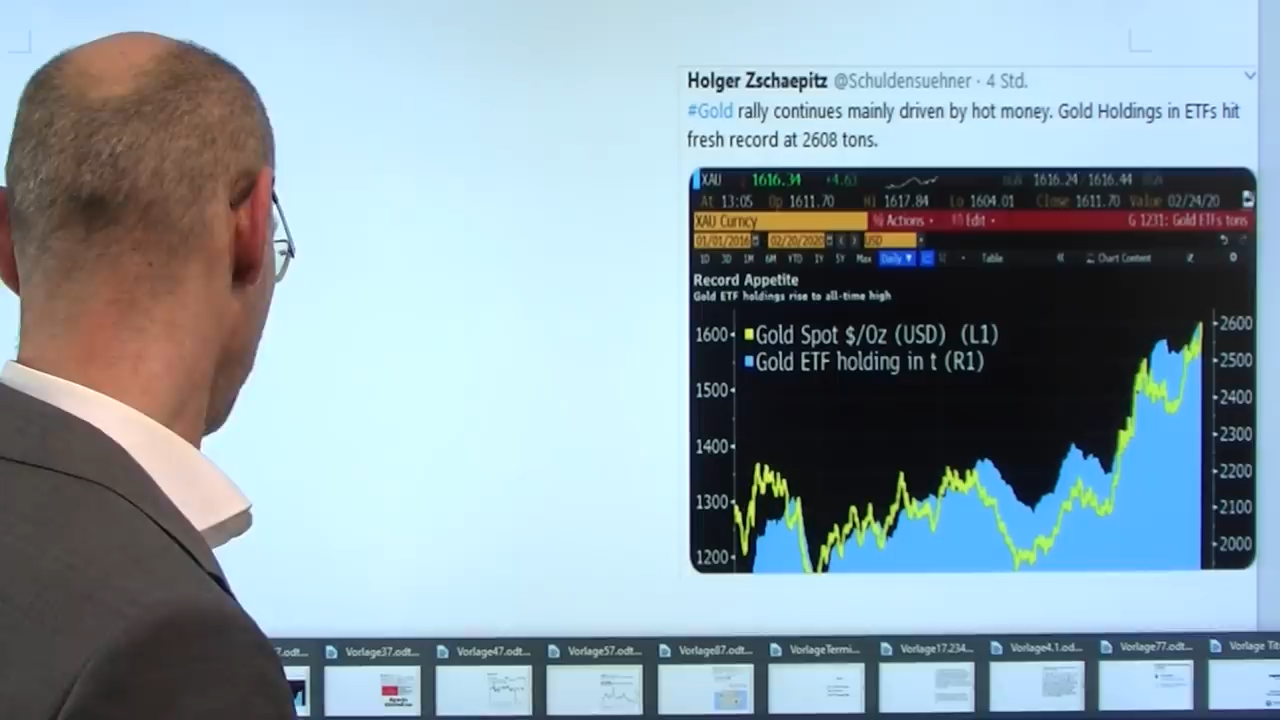 Holger Zschaepitz @Schuldensuehner · 4 Std.
#Gold rally continues mainly driven by hot money. Gold Holdings in ETFs hit
fresh record at 2608 tons.
XAU 1616.34 +4.63 1616.24 / 1616.44
At 13:05 Op 1611.70 Hi 1617.84 Lo 1604.01 Close 1611.70 Value 02/24/20
XAU Curncy Actions Edit G 1231: Gold ETFs tons
01/01/2016 02/20/2020 USD
1D 3D 1M 6M YTD 1Y 5Y Max Daily Table Chart Content
Record Appetite
Gold ETF holdings rise to all-time high
Gold Spot $/Oz (USD) (L1)
Gold ETF holding in t (R1)
1600
1500
1400
1300
1200
2600
2500
2400
2300
2200
2100
2000
7.odt... Vorlage37.odt... Vorlage47.odt... Vorlage57.odt... Vorlage87.odt... VorlageTermi... Vorlage17.234... Vorlage4.1.od... Vorlage77.odt... Vorlage Tit